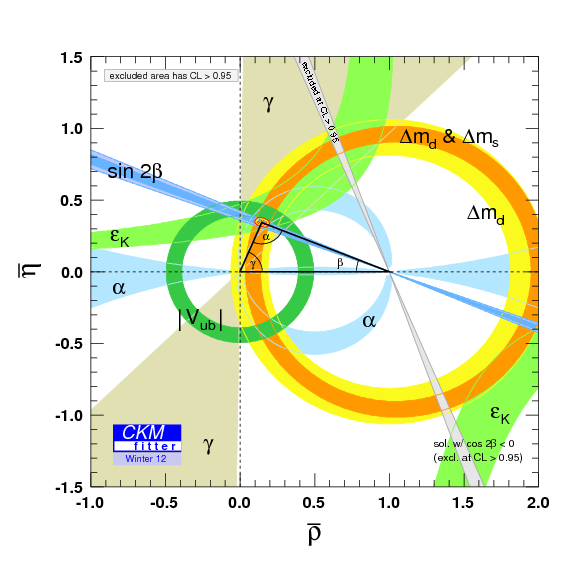 1.5
excluded area has CL > 0.95
γ
excluded at CL > 0.95
1.0
Δm_d & Δm_s
sin 2β
0.5
Δm_d
ε_K
α
γ
β
0.0
α
η̄
|V_ub|
α
-0.5
-1.0
ε_K
CKM
fitter
Winter 12
γ
sol. w/ cos 2β < 0
(excl. at CL > 0.95)
-1.5
-1.0 -0.5 0.0 0.5 1.0 1.5 2.0
ρ̄